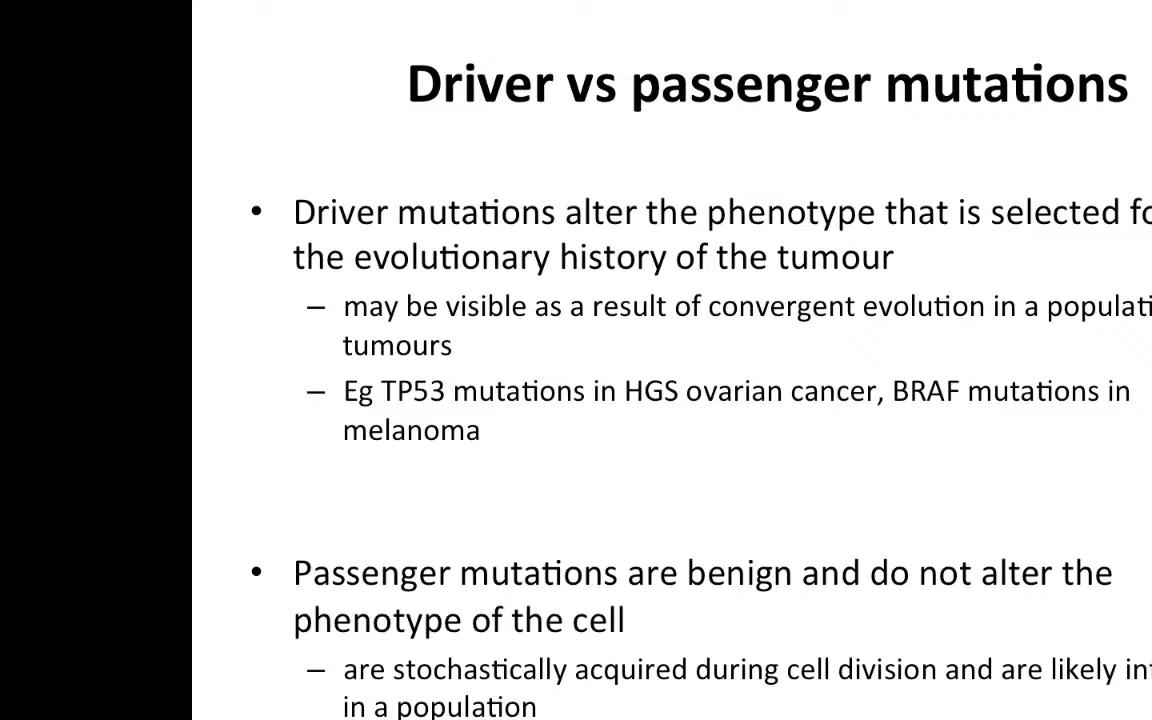 Driver vs passenger mutations
• Driver mutations alter the phenotype that is selected
the evolutionary history of the tumour
– may be visible as a result of convergent evolution in a
tumours
– Eg TP53 mutations in HGS ovarian cancer, BRAF mutations in
melanoma
• Passenger mutations are benign and do not alter the
phenotype of the cell
– are stochastically acquired during cell division and are likely
in a population